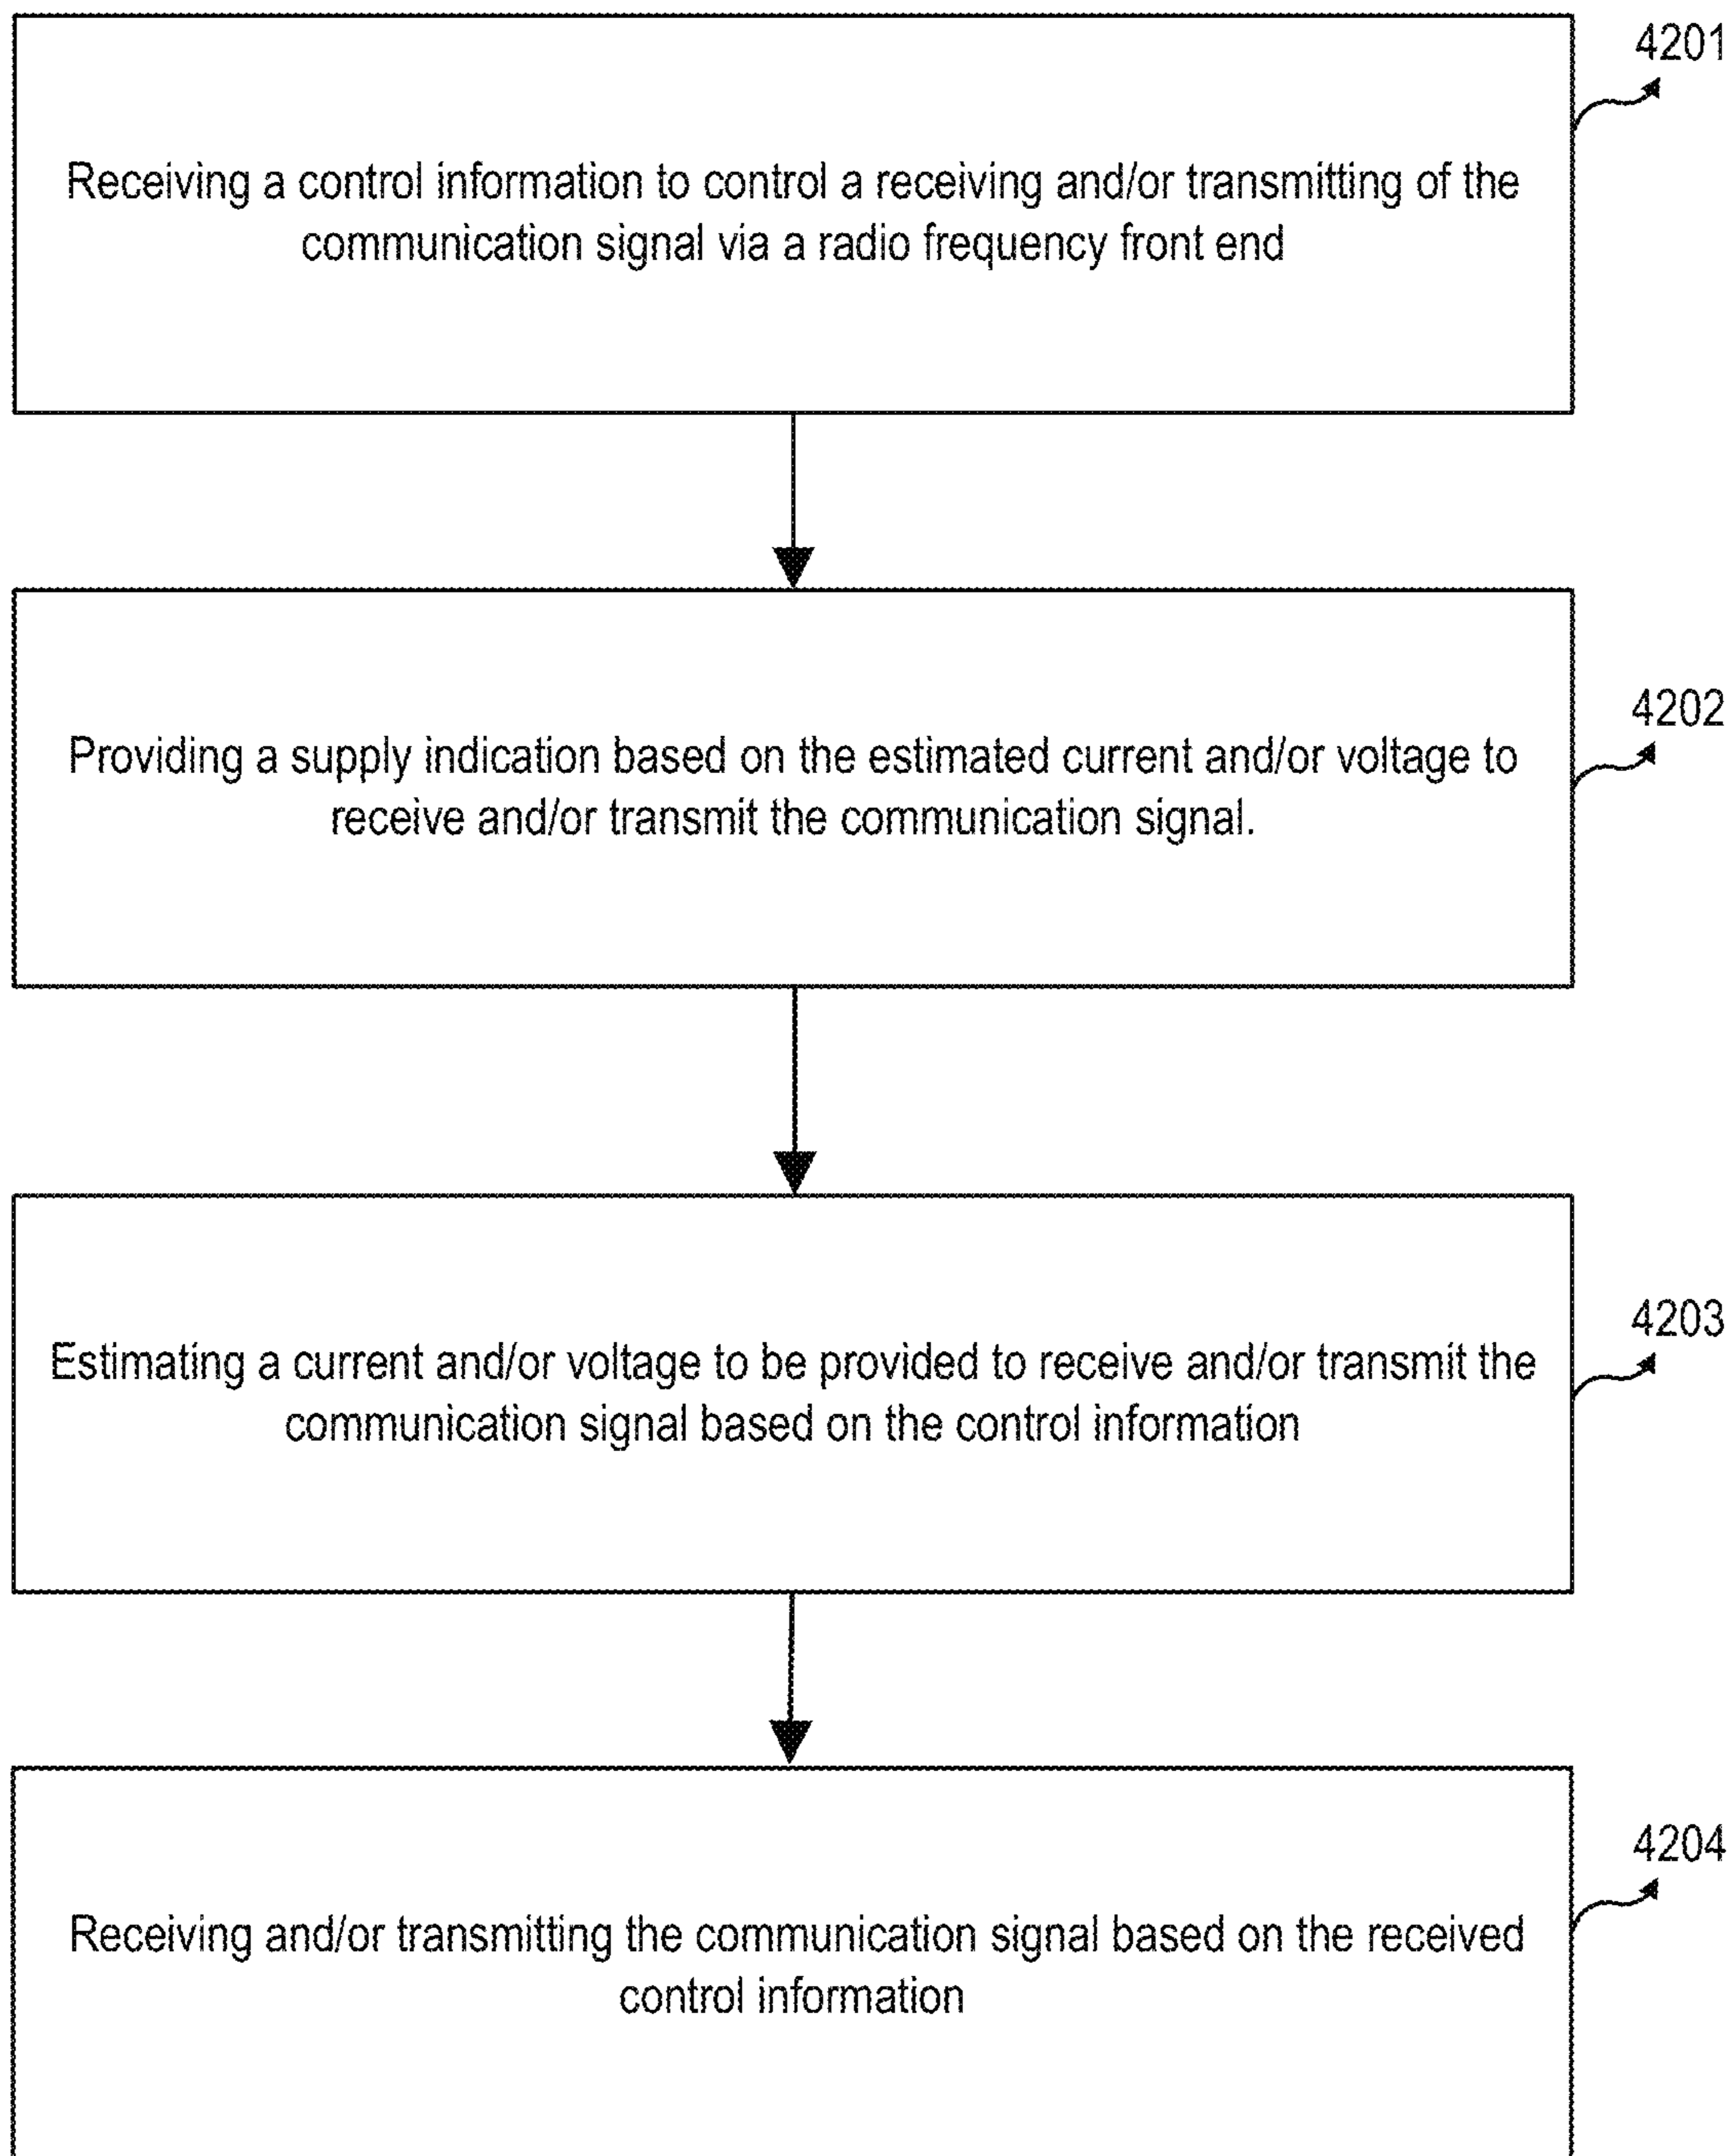 4201
Receiving a control information to control a receiving and/or transmitting of the
communication signal via a radio frequency front end
4202
Providing a supply indication based on the estimated current and/or voltage to
receive and/or transmit the communication signal.
4203
Estimating a current and/or voltage to be provided to receive and/or transmit the
communication signal based on the control information
4204
Receiving and/or transmitting the communication signal based on the received
control information